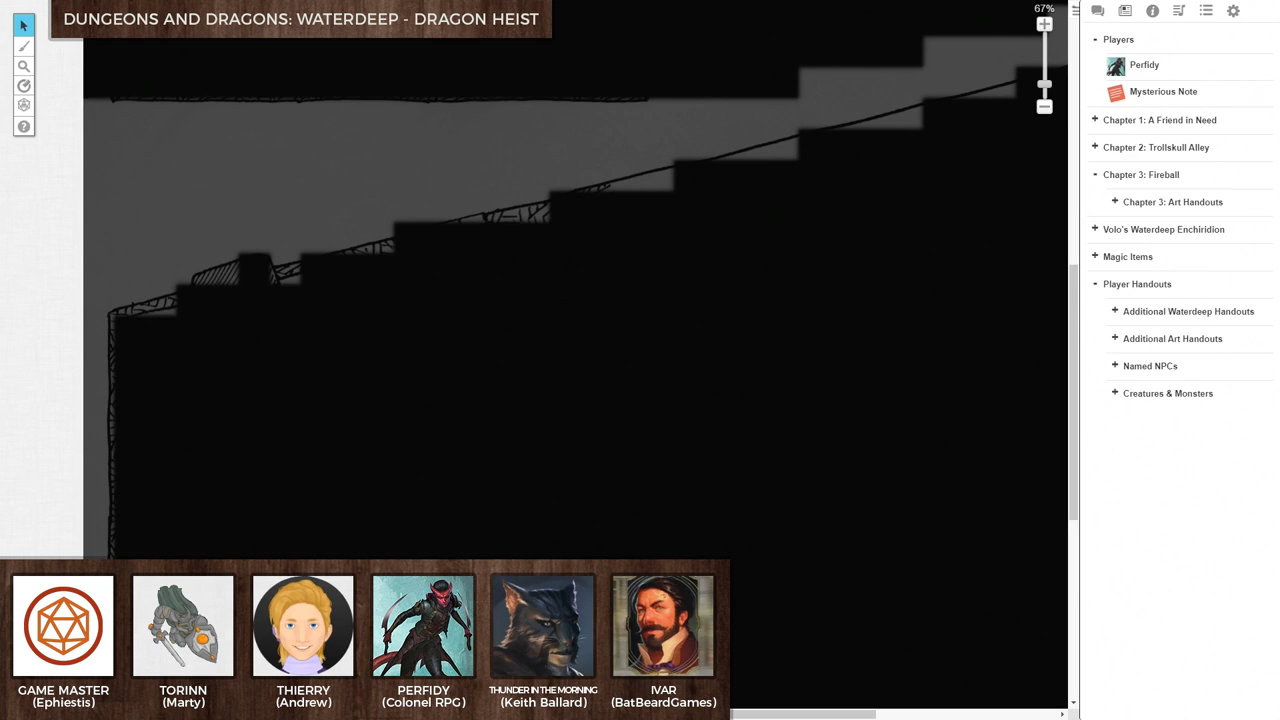 DUNGEONS AND DRAGONS: WATERDEEP - DRAGON HEIST
67%
Players
Perfidy
Mysterious Note
Chapter 1: A Friend in Need
Chapter 2: Trollskull Alley
Chapter 3: Fireball
Chapter 3: Art Handouts
Volo's Waterdeep Enchiridion
Magic Items
Player Handouts
Additional Waterdeep Handouts
Additional Art Handouts
Named NPCs
Creatures & Monsters
GAME MASTER
(Ephiestis)
TORINN
(Marty)
THIERRY
(Andrew)
PERFIDY
(Colonel RPG)
THUNDER IN THE MORNING
(Keith Ballard)
IVAR
(BatBeardGames)